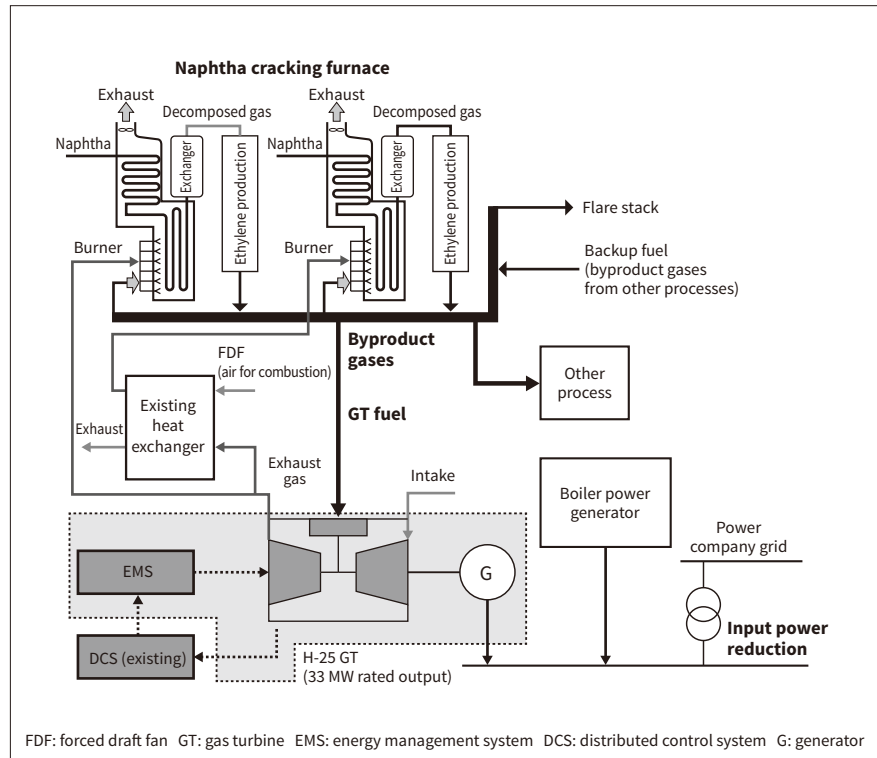 Naphtha cracking furnace
Exhaust
Decomposed gas
Exhaust
Decomposed gas
Naphtha
Exchanger
Ethylene production
Naphtha
Exchanger
Ethylene production
Flare stack
Burner
Burner
Backup fuel
(byproduct gases
from other processes)
Byproduct
gases
FDF
(air for combustion)
Other
process
Existing
heat
exchanger
GT fuel
Exhaust
Exhaust
gas
Intake
Boiler power
generator
Power
company grid
EMS
G
Input power
reduction
DCS (existing)
H-25 GT
(33 MW rated output)
FDF: forced draft fan GT: gas turbine EMS: energy management system DCS: distributed control system G: generator